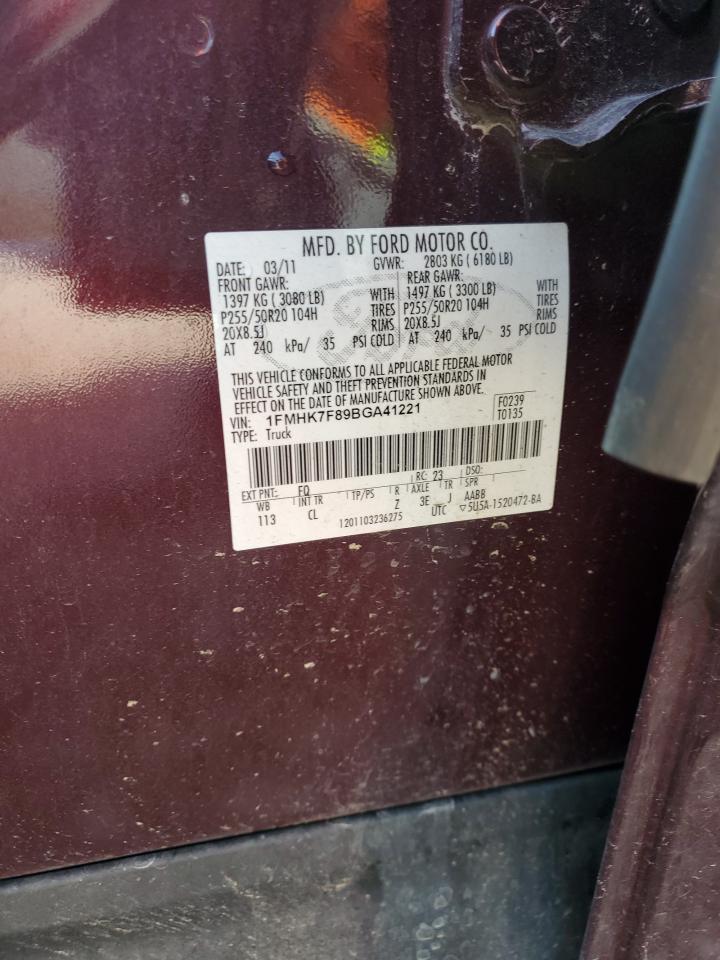 MFD. BY FORD MOTOR CO.
DATE: 03/11 GVWR: 2803 KG ( 6180 LB)
FRONT GAWR: REAR GAWR:
1397 KG ( 3080 LB) WITH 1497 KG ( 3300 LB) WITH
P255/50R20 104H TIRES P255/50R20 104H TIRES
20X8.5J RIMS 20X8.5J RIMS
AT 240 kPa/ 35 PSI COLD AT 240 kPa/ 35 PSI COLD
THIS VEHICLE CONFORMS TO ALL APPLICABLE FEDERAL MOTOR
VEHICLE SAFETY AND THEFT PREVENTION STANDARDS IN
EFFECT ON THE DATE OF MANUFACTURE SHOWN ABOVE.
VIN: 1FMHK7F89BGA41221 F0239
TYPE: Truck T0135
EXT PNT: FQ RC: 23 DSO:
WB INT TR TP/PS R AXLE TR SPR
113 CL Z 3E J AABB
1201103236275 UTC ▽5U5A-1520472-BA